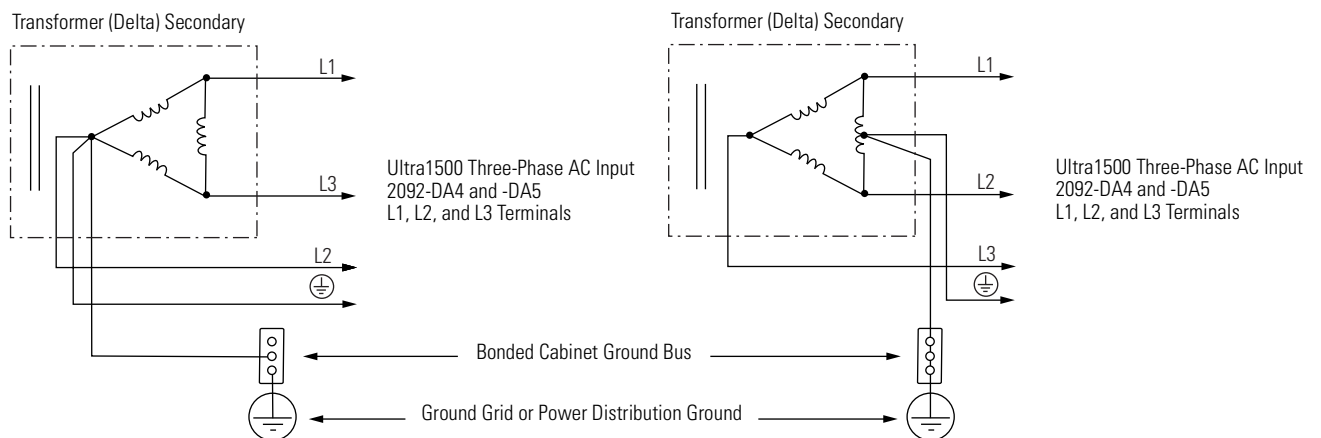 Transformer (Delta) Secondary
L1
L3
Ultra1500 Three-Phase AC Input
2092-DA4 and -DA5
L1, L2, and L3 Terminals
L2
Transformer (Delta) Secondary
L1
L2
Ultra1500 Three-Phase AC Input
2092-DA4 and -DA5
L1, L2, and L3 Terminals
L3
Bonded Cabinet Ground Bus
Ground Grid or Power Distribution Ground